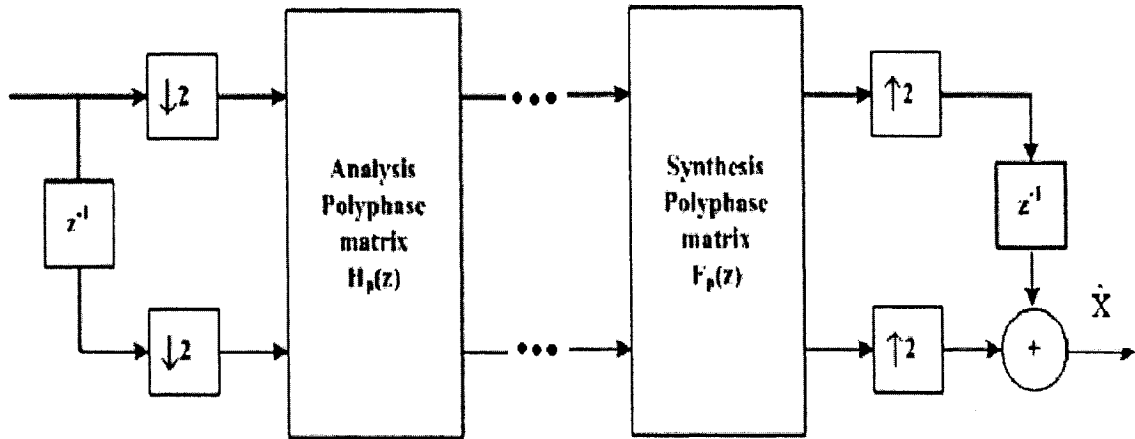 ↓2
z⁻¹
↓2
Analysis
Polyphase
matrix
Hₚ(z)
•••
•••
Synthesis
Polyphase
matrix
Fₚ(z)
↑2
z⁻¹
↑2
+
Ẋ